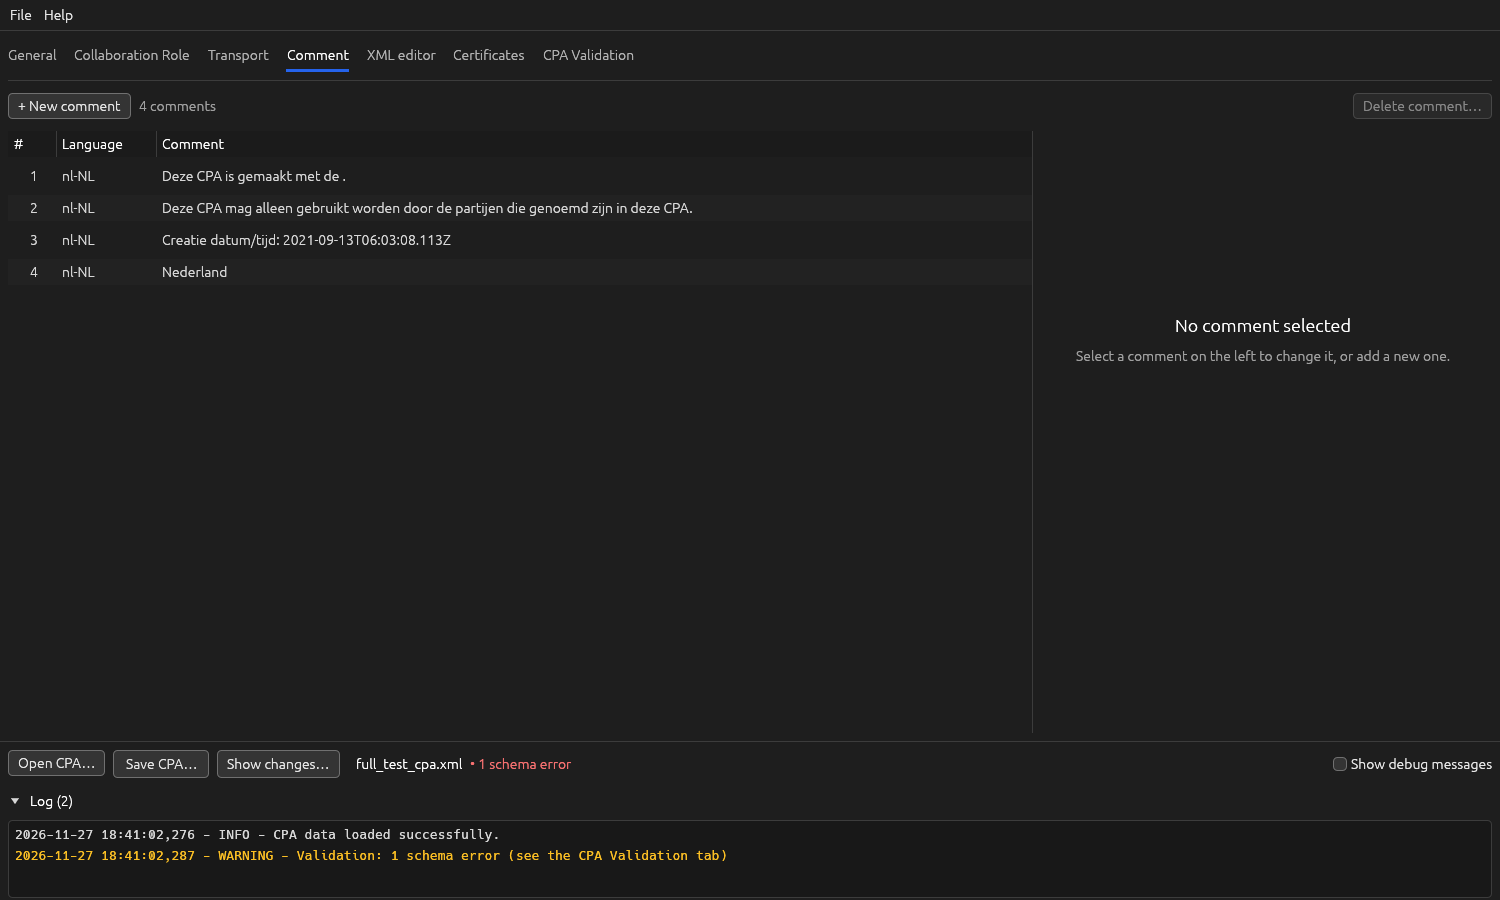 File Help
General Collaboration Role Transport Comment XML editor Certificates CPA Validation
+ New comment 4 comments Delete comment...
# Language Comment
1 nl-NL Deze CPA is gemaakt met de .
2 nl-NL Deze CPA mag alleen gebruikt worden door de partijen die genoemd zijn in deze CPA.
3 nl-NL Creatie datum/tijd: 2021-09-13T06:03:08.113Z
4 nl-NL Nederland
No comment selected
Select a comment on the left to change it, or add a new one.
Open CPA... Save CPA... Show changes... full_test_cpa.xml • 1 schema error Show debug messages
▼ Log (2)
2026-11-27 18:41:02,276 - INFO - CPA data loaded successfully.
2026-11-27 18:41:02,287 - WARNING - Validation: 1 schema error (see the CPA Validation tab)